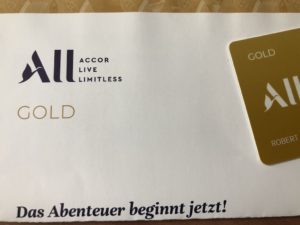 All ACCOR
LIVE
LIMITLESS
GOLD
Das Abenteuer beginnt jetzt!
GOLD
All
ROBERT